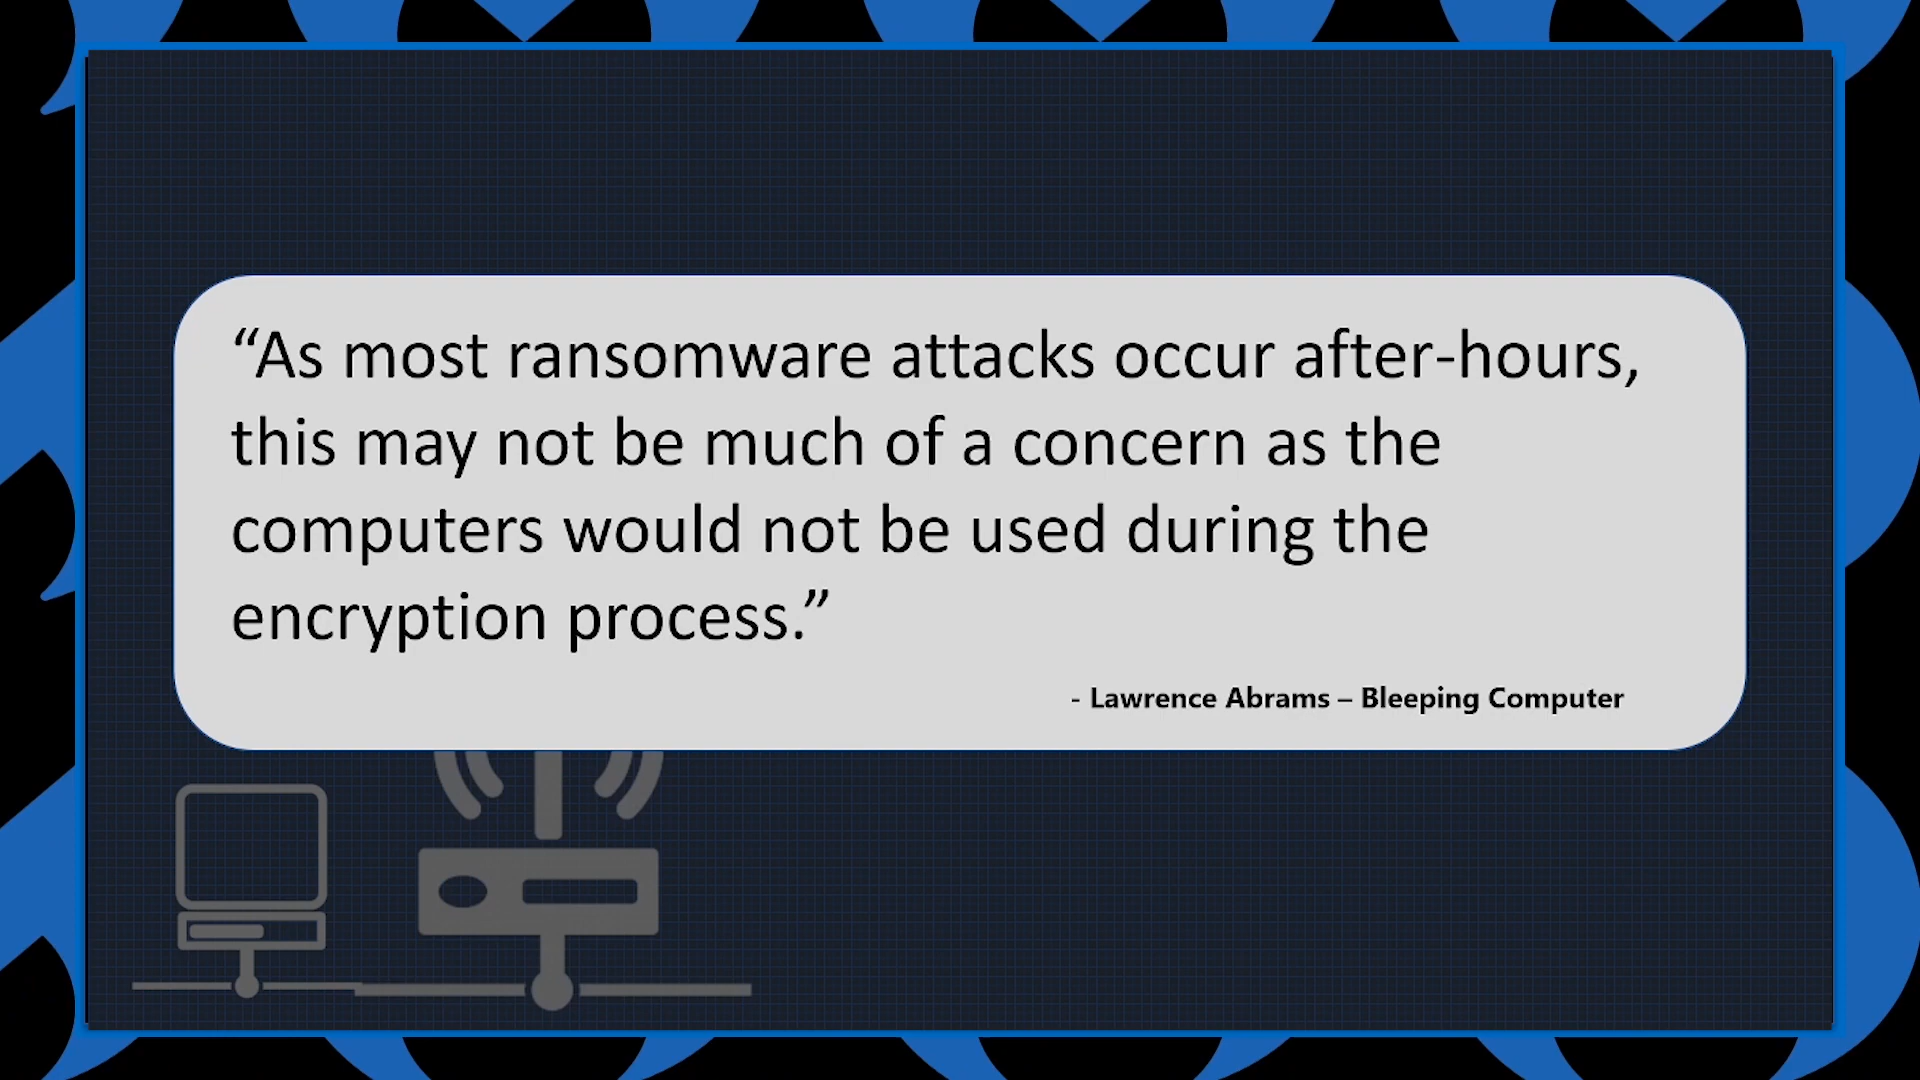 “As most ransomware attacks occur after-hours,
this may not be much of a concern as the
computers would not be used during the
encryption process.”
- Lawrence Abrams – Bleeping Computer